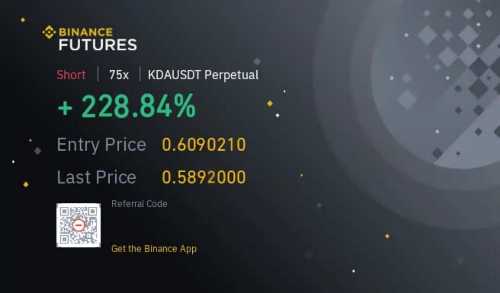 BINANCE
FUTURES
Short | 75x | KDAUSDT Perpetual
+ 228.84%
Entry Price 0.6090210
Last Price 0.5892000
Referral Code
Get the Binance App